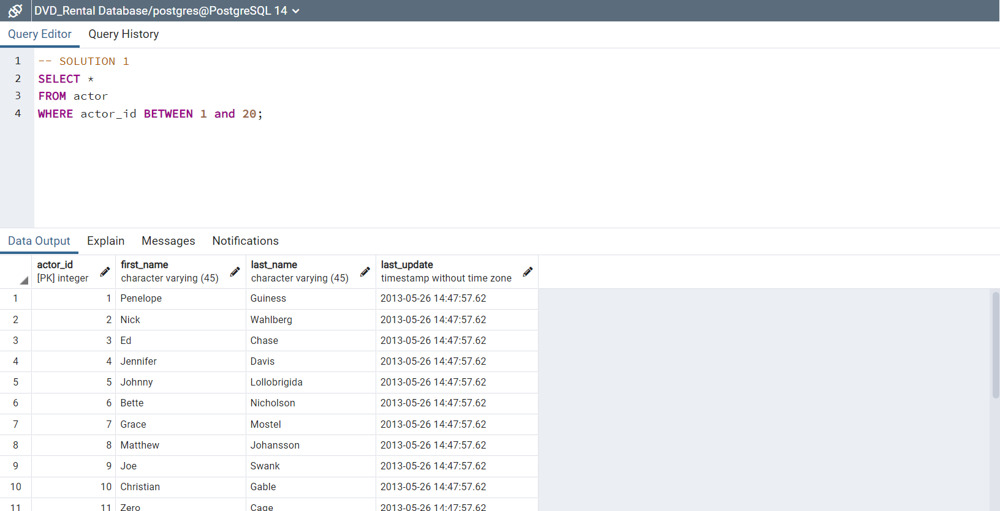 DVD_Rental Database/postgres@PostgreSQL 14
Query Editor Query History
1 -- SOLUTION 1
2 SELECT *
3 FROM actor
4 WHERE actor_id BETWEEN 1 and 20;
Data Output Explain Messages Notifications
actor_id first_name last_name last_update
[PK] integer character varying (45) character varying (45) timestamp without time zone
1 1 Penelope Guiness 2013-05-26 14:47:57.62
2 2 Nick Wahlberg 2013-05-26 14:47:57.62
3 3 Ed Chase 2013-05-26 14:47:57.62
4 4 Jennifer Davis 2013-05-26 14:47:57.62
5 5 Johnny Lollobrigida 2013-05-26 14:47:57.62
6 6 Bette Nicholson 2013-05-26 14:47:57.62
7 7 Grace Mostel 2013-05-26 14:47:57.62
8 8 Matthew Johansson 2013-05-26 14:47:57.62
9 9 Joe Swank 2013-05-26 14:47:57.62
10 10 Christian Gable 2013-05-26 14:47:57.62
11 11 Zero Cage 2013-05-26 14:47:57.62